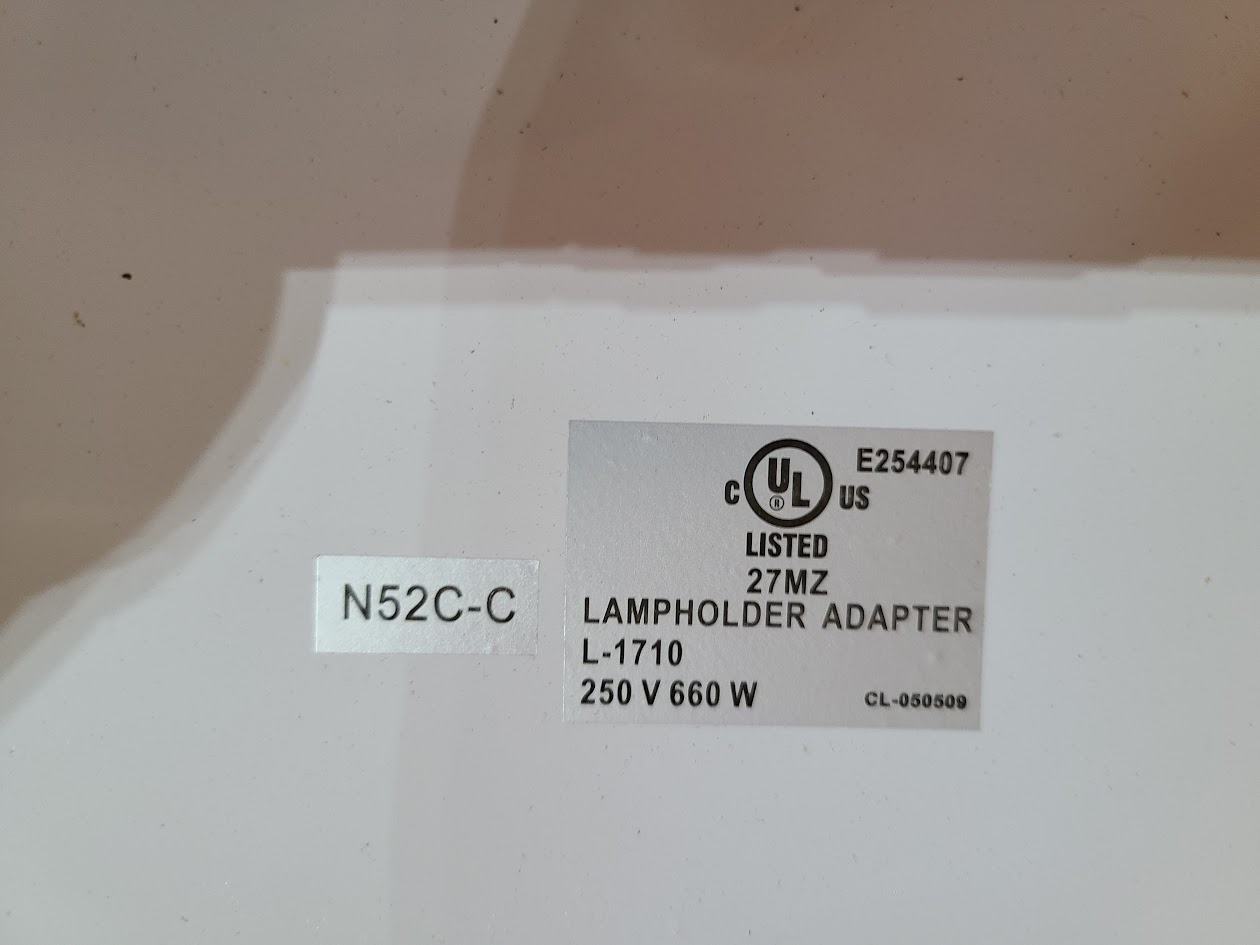 E254407
C UL ® US
LISTED
27MZ
LAMPHOLDER ADAPTER
L-1710
250 V 660 W CL-050509
N52C-C